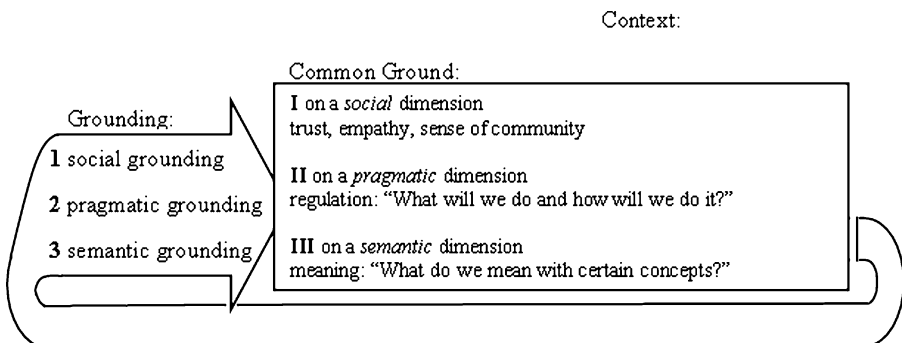 Context:
Common Ground:
Grounding:
1 social grounding
2 pragmatic grounding
3 semantic grounding
I on a social dimension
trust, empathy, sense of community
II on a pragmatic dimension
regulation: “What will we do and how will we do it?”
III on a semantic dimension
meaning: “What do we mean with certain concepts?”